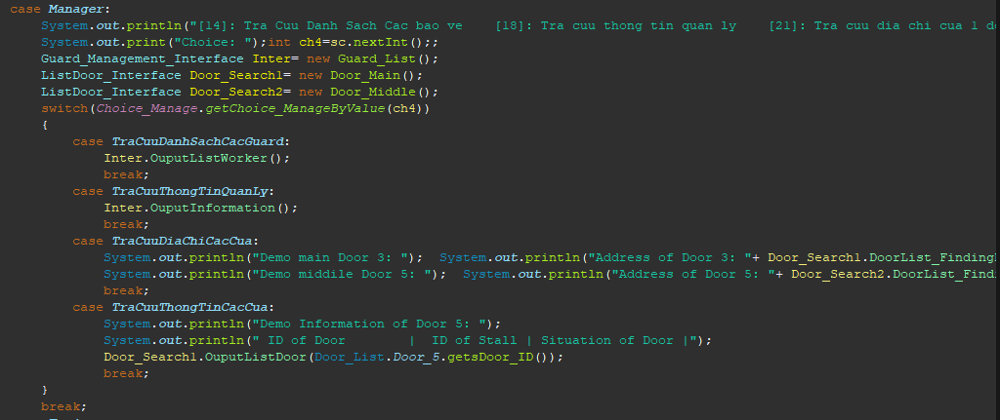 case Manager:
System.out.println("[14]: Tra Cuu Danh Sach Cac bao ve    [18]: Tra cuu thong tin quan ly    [21]: Tra cuu dia chi cua 1
System.out.print("Choice: ");int ch4=sc.nextInt();;
Guard_Management_Interface Inter= new Guard_List();
ListDoor_Interface Door_Search1= new Door_Main();
ListDoor_Interface Door_Search2= new Door_Middle();
switch(Choice_Manage.getChoice_ManageByValue(ch4))
{
case TraCuuDanhSachCacGuard:
Inter.OuputListWorker();
break;
case TraCuuThongTinQuanLy:
Inter.OuputInformation();
break;
case TraCuuDiaChiCacCua:
System.out.println("Demo main Door 3: ");  System.out.println("Address of Door 3: "+ Door_Search1.DoorList_Finding
System.out.println("Demo middile Door 5: ");  System.out.println("Address of Door 5: "+ Door_Search2.DoorList_Find
break;
case TraCuuThongTinCacCua:
System.out.println("Demo Information of Door 5: ");
System.out.println(" ID of Door        |  ID of Stall | Situation of Door |");
Door_Search1.OuputListDoor(Door_List.Door_5.getsDoor_ID());
break;
}
break;